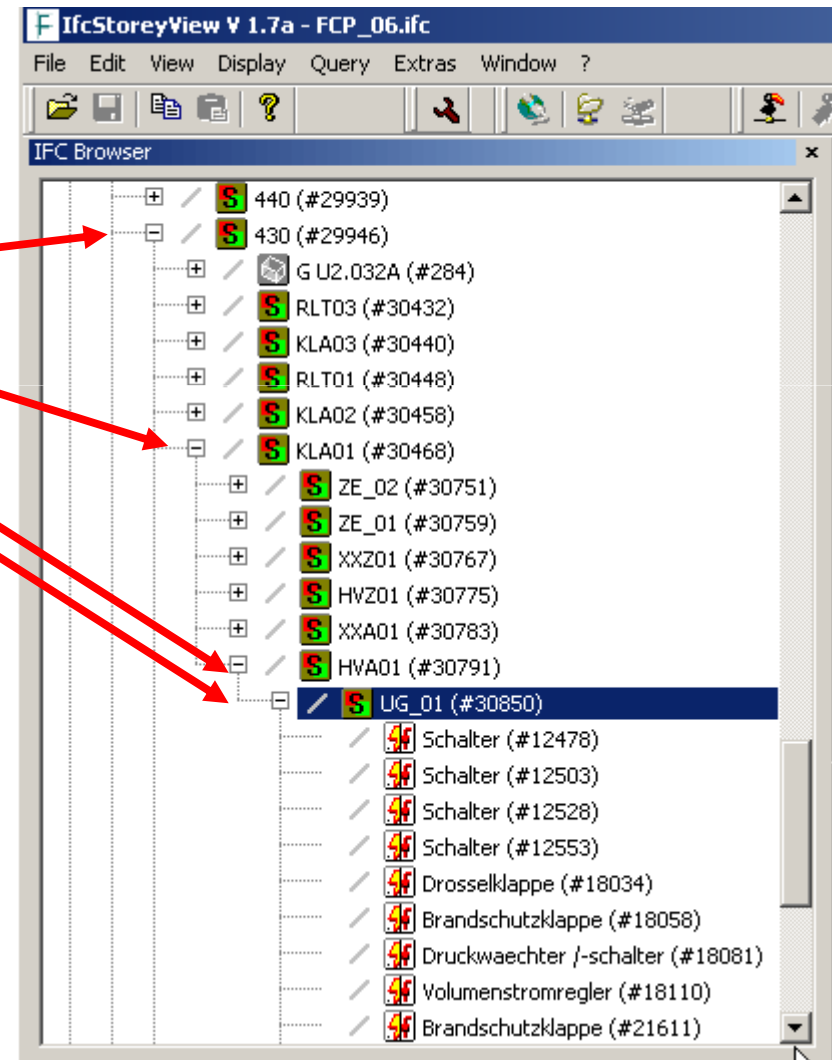 IfcStoreyView V 1.7a - FCP_06.ifc
File Edit View Display Query Extras Window ?
IFC Browser
S 440 (#29939)
S 430 (#29946)
G U2.032A (#284)
S RLT03 (#30432)
S KLA03 (#30440)
S RLT01 (#30448)
S KLA02 (#30458)
S KLA01 (#30468)
S ZE_02 (#30751)
S ZE_01 (#30759)
S XXZ01 (#30767)
S HVZ01 (#30775)
S XXA01 (#30783)
S HVA01 (#30791)
S UG_01 (#30850)
Schalter (#12478)
Schalter (#12503)
Schalter (#12528)
Schalter (#12553)
Drosselklappe (#18034)
Brandschutzklappe (#18058)
Druckwaechter /-schalter (#18081)
Volumenstromregler (#18110)
Brandschutzklappe (#21611)